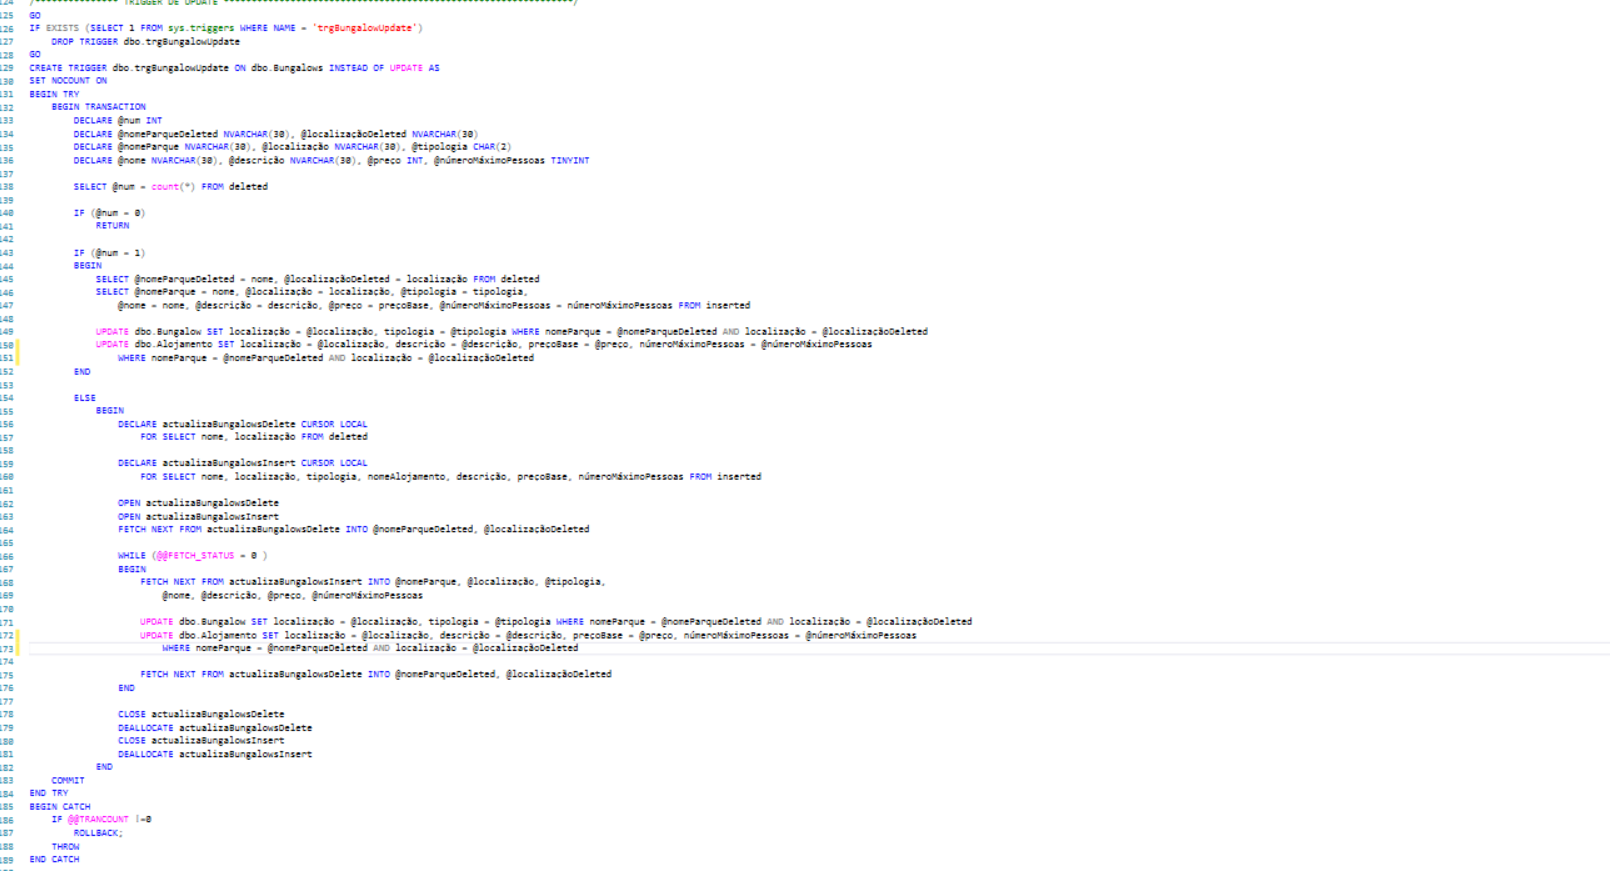 124 /*************** TRIGGER DE UPDATE ***************************************************************/
125 GO
126 IF EXISTS (SELECT 1 FROM sys.triggers WHERE NAME = 'trgBungalowUpdate')
127 DROP TRIGGER dbo.trgBungalowUpdate
128 GO
129 CREATE TRIGGER dbo.trgBungalowUpdate ON dbo.Bungalows INSTEAD OF UPDATE AS
130 SET NOCOUNT ON
131 BEGIN TRY
132 BEGIN TRANSACTION
133 DECLARE @num INT
134 DECLARE @nomeParqueDeleted NVARCHAR(30), @localizaçãoDeleted NVARCHAR(30)
135 DECLARE @nomeParque NVARCHAR(30), @localização NVARCHAR(30), @tipologia CHAR(2)
136 DECLARE @nome NVARCHAR(30), @descrição NVARCHAR(30), @preço INT, @númeroMáximoPessoas TINYINT
137
138 SELECT @num = count(*) FROM deleted
139
140 IF (@num = 0)
141 RETURN
142
143 IF (@num = 1)
144 BEGIN
145 SELECT @nomeParqueDeleted = nome, @localizaçãoDeleted = localização FROM deleted
146 SELECT @nomeParque = nome, @localização = localização, @tipologia = tipologia,
147 @nome = nome, @descrição = descrição, @preço = preçoBase, @númeroMáximoPessoas = númeroMáximoPessoas FROM inserted
148
149 UPDATE dbo.Bungalow SET localização = @localização, tipologia = @tipologia WHERE nomeParque = @nomeParqueDeleted AND localização = @localizaçãoDeleted
150 UPDATE dbo.Alojamento SET localização = @localização, descrição = @descrição, preçoBase = @preço, númeroMáximoPessoas = @númeroMáximoPessoas
151 WHERE nomeParque = @nomeParqueDeleted AND localização = @localizaçãoDeleted
152 END
153
154 ELSE
155 BEGIN
156 DECLARE actualizaBungalowsDelete CURSOR LOCAL
157 FOR SELECT nome, localização FROM deleted
158
159 DECLARE actualizaBungalowsInsert CURSOR LOCAL
160 FOR SELECT nome, localização, tipologia, nomeAlojamento, descrição, preçoBase, númeroMáximoPessoas FROM inserted
161
162 OPEN actualizaBungalowsDelete
163 OPEN actualizaBungalowsInsert
164 FETCH NEXT FROM actualizaBungalowsDelete INTO @nomeParqueDeleted, @localizaçãoDeleted
165
166 WHILE (@@FETCH_STATUS = 0 )
167 BEGIN
168 FETCH NEXT FROM actualizaBungalowsInsert INTO @nomeParque, @localização, @tipologia,
169 @nome, @descrição, @preço, @númeroMáximoPessoas
170
171 UPDATE dbo.Bungalow SET localização = @localização, tipologia = @tipologia WHERE nomeParque = @nomeParqueDeleted AND localização = @localizaçãoDeleted
172 UPDATE dbo.Alojamento SET localização = @localização, descrição = @descrição, preçoBase = @preço, númeroMáximoPessoas = @númeroMáximoPessoas
173 WHERE nomeParque = @nomeParqueDeleted AND localização = @localizaçãoDeleted
174
175 FETCH NEXT FROM actualizaBungalowsDelete INTO @nomeParqueDeleted, @localizaçãoDeleted
176 END
177
178 CLOSE actualizaBungalowsDelete
179 DEALLOCATE actualizaBungalowsDelete
180 CLOSE actualizaBungalowsInsert
181 DEALLOCATE actualizaBungalowsInsert
182 END
183 COMMIT
184 END TRY
185 BEGIN CATCH
186 IF @@TRANCOUNT !=0
187 ROLLBACK;
188 THROW
189 END CATCH